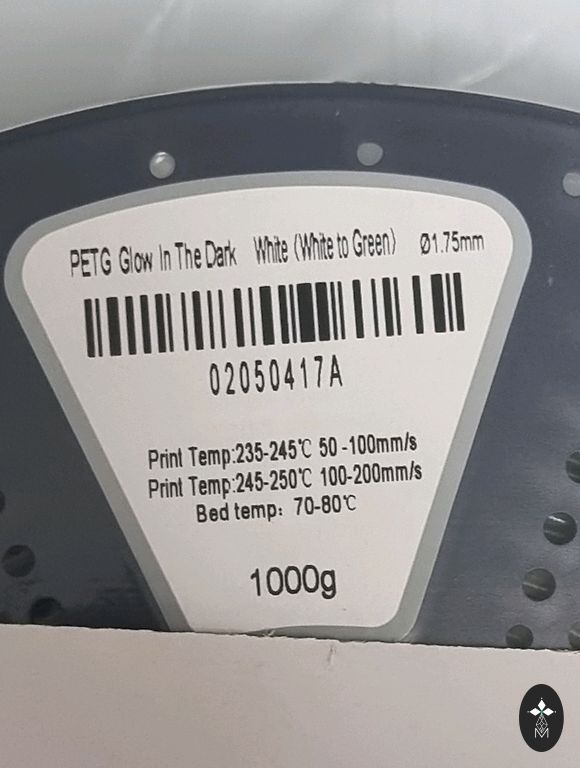 PETG Glow In The Dark White (White to Green) Ø1.75mm
02050417A
Print Temp:235-245℃ 50 -100mm/s
Print Temp:245-250℃ 100-200mm/s
Bed temp: 70-80℃
1000g
M